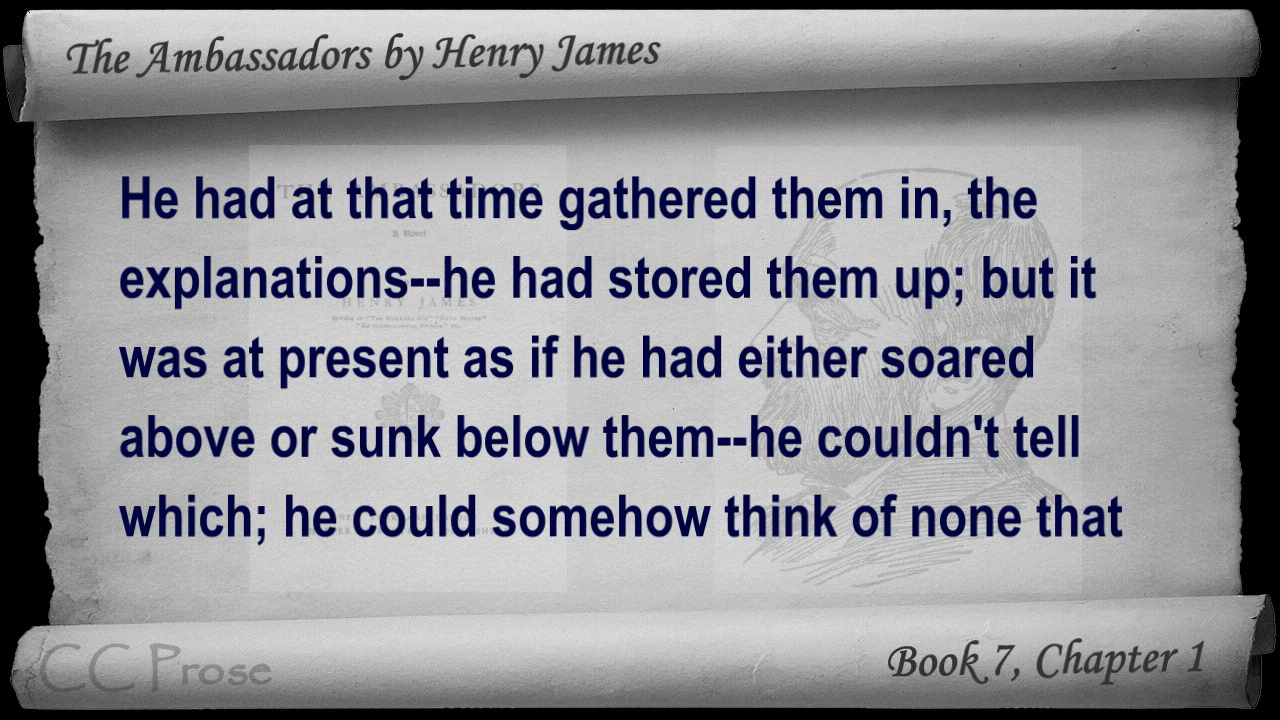 The Ambassadors by Henry James
He had at that time gathered them in, the
explanations--he had stored them up; but it
was at present as if he had either soared
above or sunk below them--he couldn't tell
which; he could somehow think of none that
HENRY JAMES
CC Prose
Book 7, Chapter 1